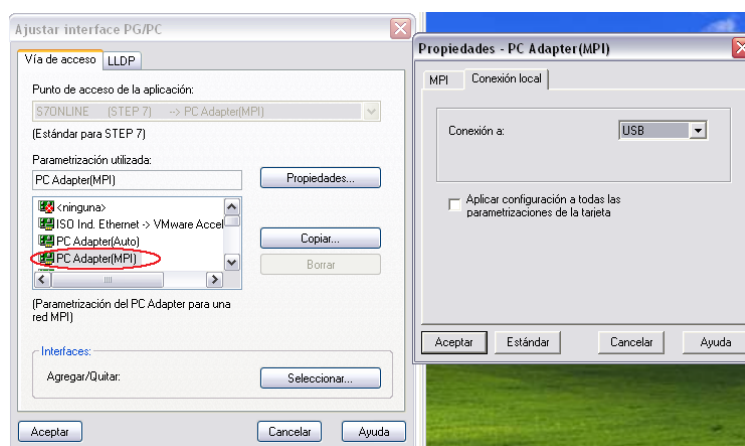 Ajustar interface PG/PC
Vía de acceso
LLDP
Punto de acceso de la aplicación:
S7ONLINE (STEP 7) --> PC Adapter(MPI)
(Estándar para STEP 7)
Parametrización utilizada:
PC Adapter(MPI)
Propiedades...
<ninguna>
ISO Ind. Ethernet -> VMware Accel
PC Adapter(Auto)
PC Adapter(MPI)
Copiar...
Borrar
(Parametrización del PC Adapter para una
red MPI)
Interfaces:
Agregar/Quitar:
Seleccionar...
Aceptar
Cancelar
Ayuda
Propiedades - PC Adapter(MPI)
MPI
Conexión local
Conexión a:
USB
Aplicar configuración a todas las
parametrizaciones de la tarjeta
Aceptar
Estándar
Cancelar
Ayuda